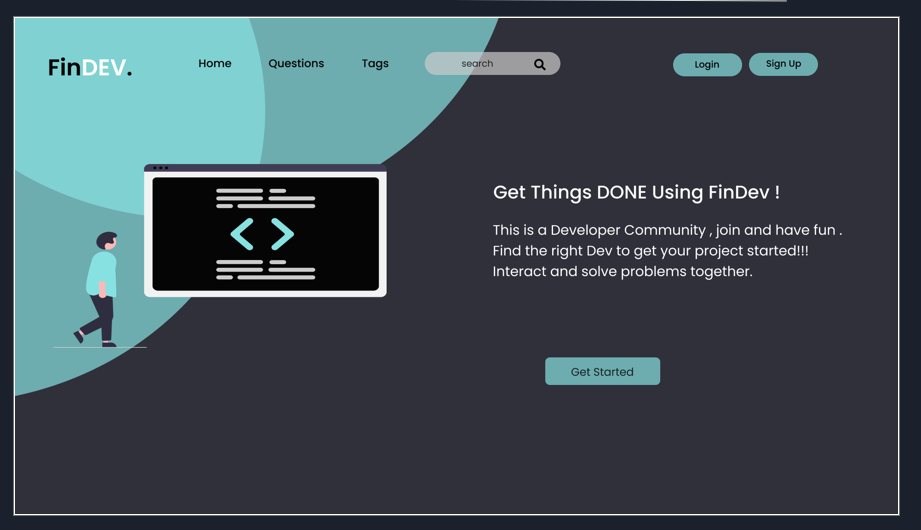 FinDEV.
Home
Questions
Tags
search
Login
Sign Up
Get Things DONE Using FinDev !
This is a Developer Community , join and have fun .
Find the right Dev to get your project started!!!
Interact and solve problems together.
Get Started